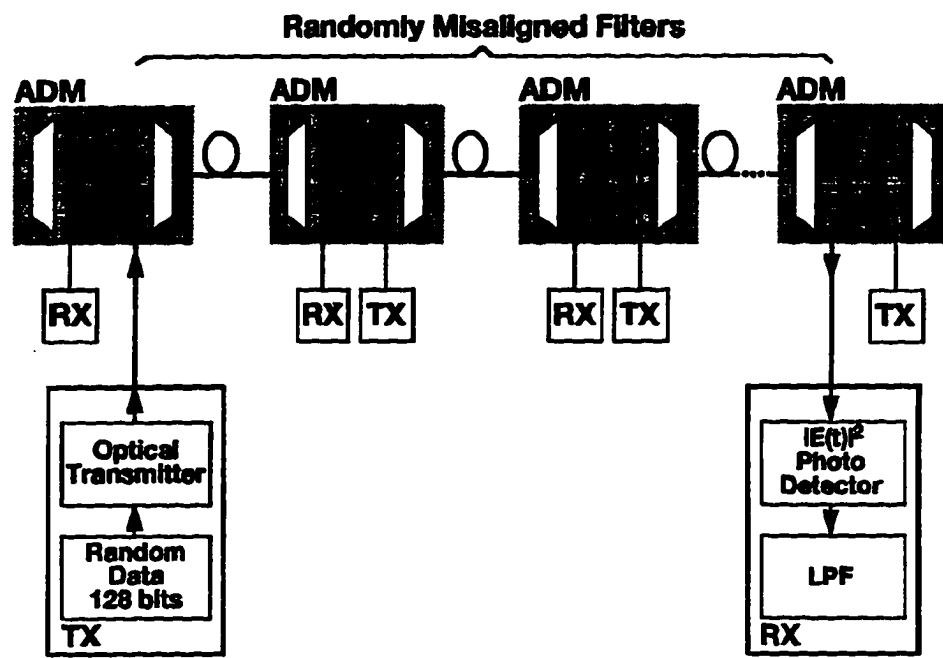 Randomly Misaligned Filters
ADM
ADM
ADM
ADM
RX
RX
TX
RX
TX
TX
Optical
Transmitter
Random
Data
128 bits
TX
|E(t)|²
Photo
Detector
LPF
RX